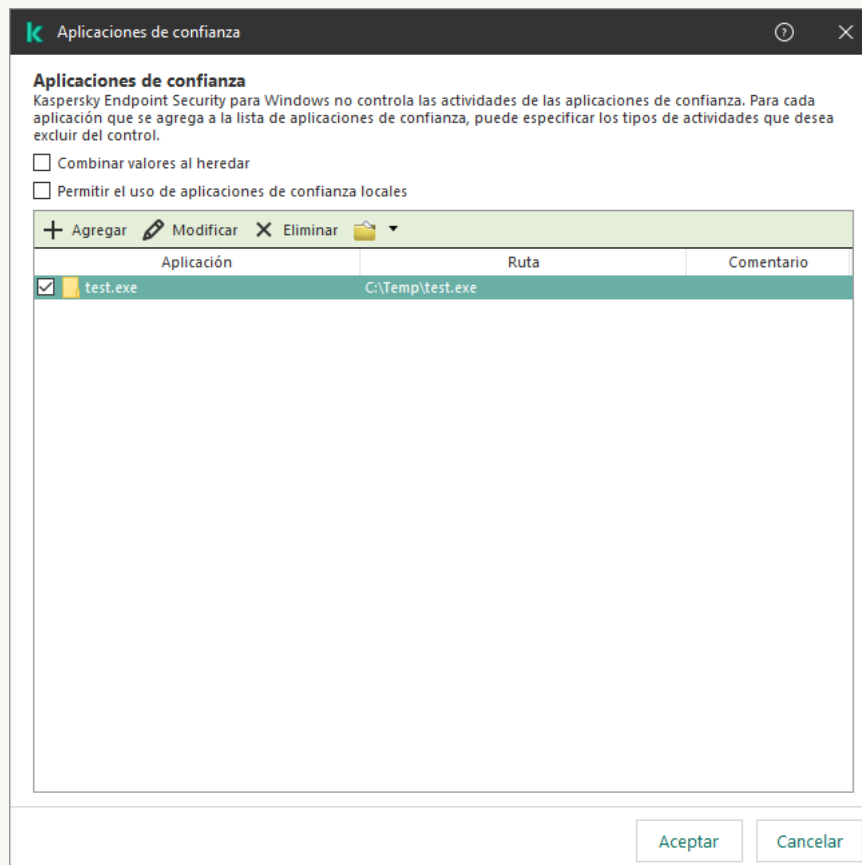 Aplicaciones de confianza
Aplicaciones de confianza
Kaspersky Endpoint Security para Windows no controla las actividades de las aplicaciones de confianza. Para cada
aplicación que se agrega a la lista de aplicaciones de confianza, puede especificar los tipos de actividades que desea
excluir del control.
Combinar valores al heredar
Permitir el uso de aplicaciones de confianza locales
Agregar Modificar Eliminar
Aplicación Ruta Comentario
test.exe C:\Temp\test.exe
Aceptar Cancelar